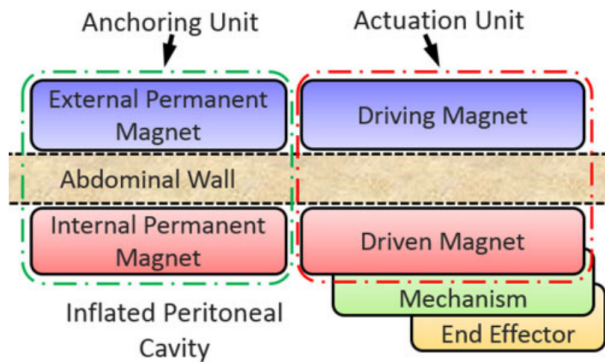 Anchoring Unit
Actuation Unit
External Permanent
Magnet
Driving Magnet
Abdominal Wall
Internal Permanent
Magnet
Driven Magnet
Mechanism
End Effector
Inflated Peritoneal
Cavity